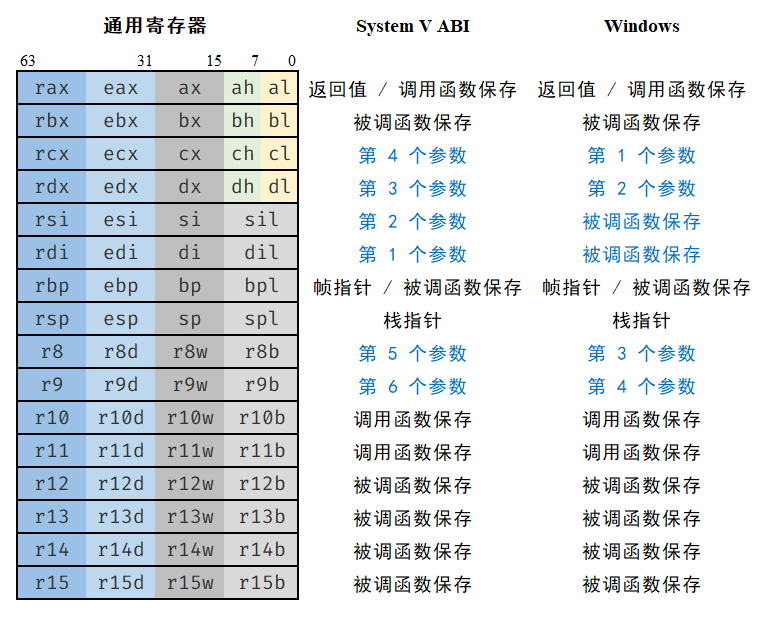 通用寄存器 System V ABI Windows
63 31 15 7 0
rax eax ax ah al 返回值 / 调用函数保存 返回值 / 调用函数保存
rbx ebx bx bh bl 被调函数保存 被调函数保存
rcx ecx cx ch cl 第 4 个参数 第 1 个参数
rdx edx dx dh dl 第 3 个参数 第 2 个参数
rsi esi si sil 第 2 个参数 被调函数保存
rdi edi di dil 第 1 个参数 被调函数保存
rbp ebp bp bpl 帧指针 / 被调函数保存 帧指针 / 被调函数保存
rsp esp sp spl 栈指针 栈指针
r8 r8d r8w r8b 第 5 个参数 第 3 个参数
r9 r9d r9w r9b 第 6 个参数 第 4 个参数
r10 r10d r10w r10b 调用函数保存 调用函数保存
r11 r11d r11w r11b 调用函数保存 调用函数保存
r12 r12d r12w r12b 被调函数保存 被调函数保存
r13 r13d r13w r13b 被调函数保存 被调函数保存
r14 r14d r14w r14b 被调函数保存 被调函数保存
r15 r15d r15w r15b 被调函数保存 被调函数保存